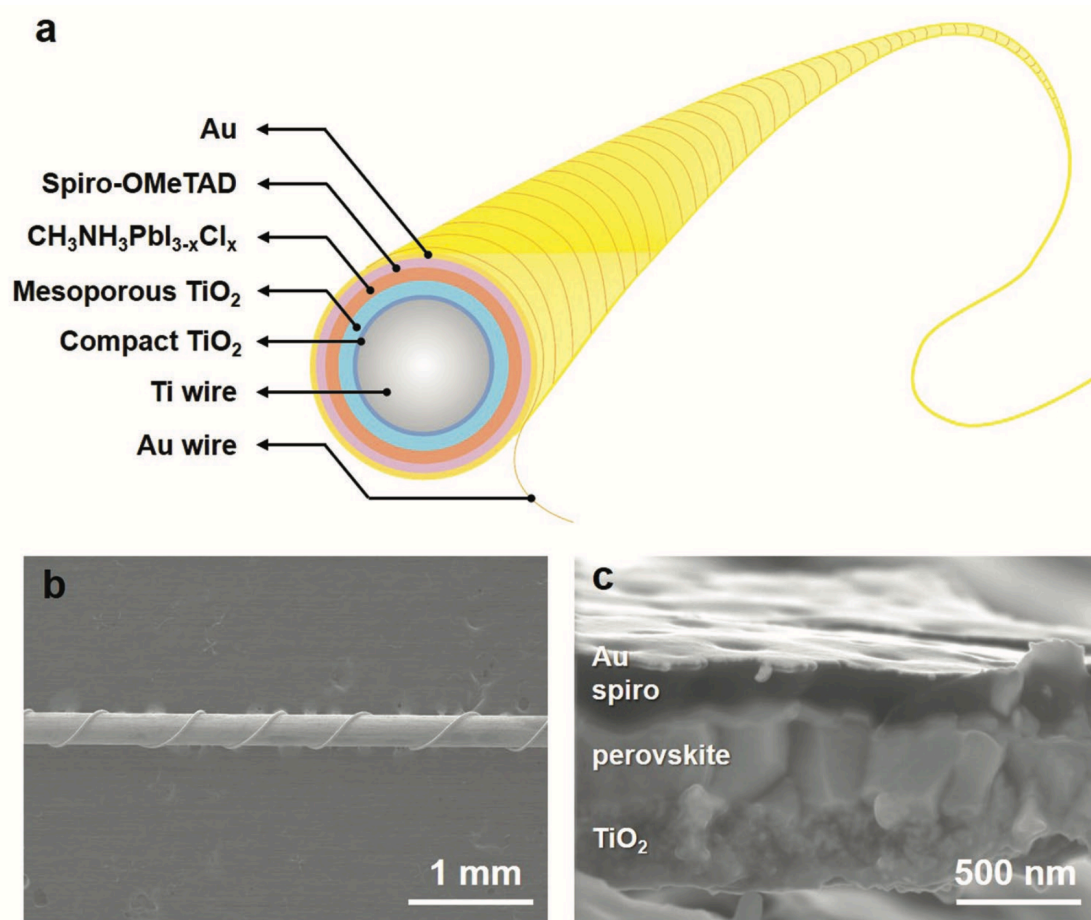 a
Au
Spiro-OMeTAD
CH₃NH₃PbI₃₋ₓClₓ
Mesoporous TiO₂
Compact TiO₂
Ti wire
Au wire
b
1 mm
c
Au
spiro
perovskite
TiO₂
500 nm